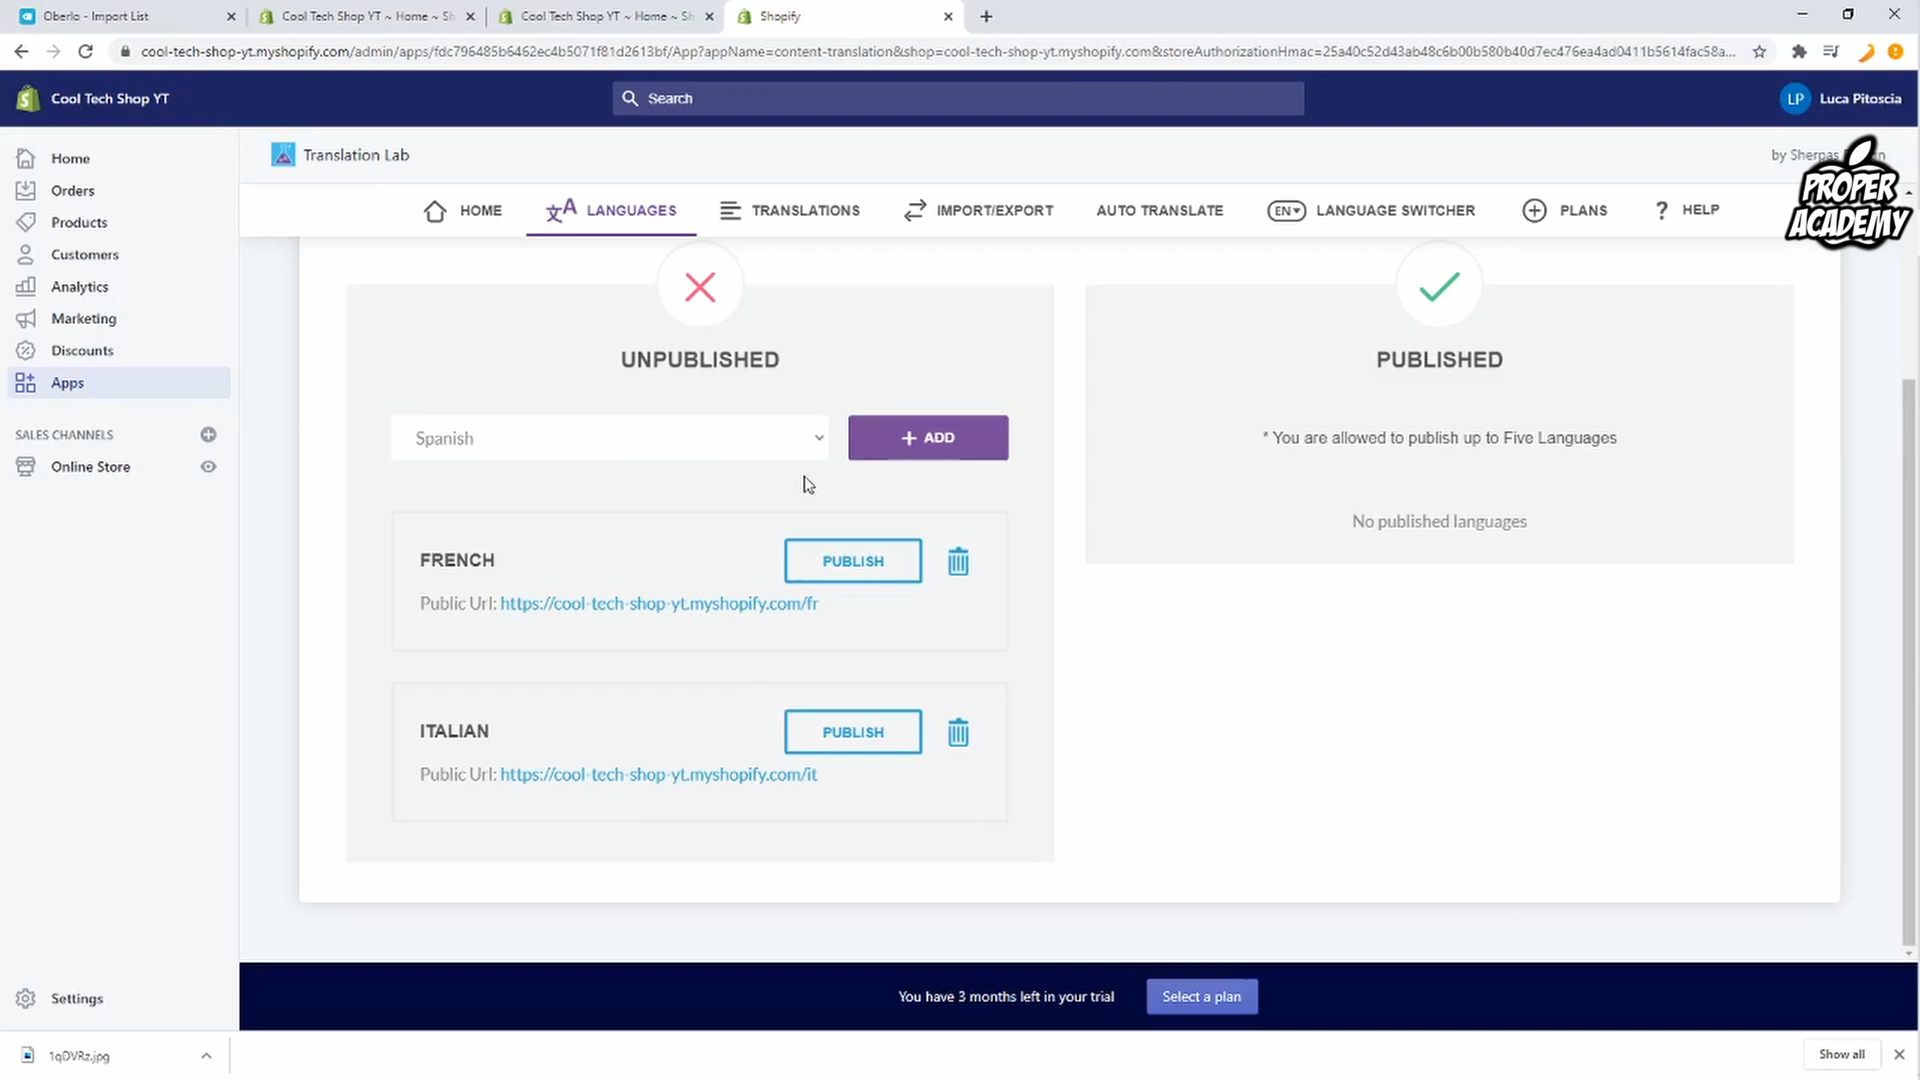 Oberlo - Import List
Cool Tech Shop YT ~ Home ~ Sh
Cool Tech Shop YT ~ Home ~ Sh
Shopify
cool-tech-shop-yt.myshopify.com/admin/apps/fdc796485b6462ec4b5071f81d2613bf/App?appName=content-translation&shop=cool-tech-shop-yt.myshopify.com&storeAuthorizationHmac=25a40c52d43ab48c6b00b580b40d7ec476ea4ad0411b5614fac58a...
Cool Tech Shop YT
Search
LP
Luca Pitoscia
Home
Orders
Products
Customers
Analytics
Marketing
Discounts
Apps
SALES CHANNELS
Online Store
Settings
Translation Lab
by Sherpas
PROPER
ACADEMY
HOME
LANGUAGES
TRANSLATIONS
IMPORT/EXPORT
AUTO TRANSLATE
EN
LANGUAGE SWITCHER
PLANS
HELP
UNPUBLISHED
Spanish
+ ADD
FRENCH
PUBLISH
Public Url: https://cool-tech-shop-yt.myshopify.com/fr
ITALIAN
PUBLISH
Public Url: https://cool-tech-shop-yt.myshopify.com/it
PUBLISHED
* You are allowed to publish up to Five Languages
No published languages
You have 3 months left in your trial
Select a plan
1qDVRz.jpg
Show all